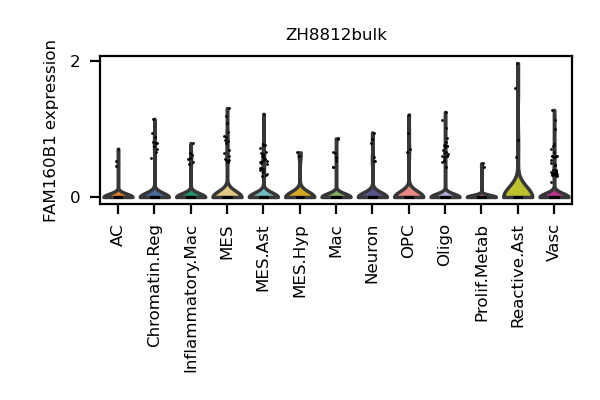 ZH8812bulk
FAM160B1 expression
2
0
AC
Chromatin.Reg
Inflammatory.Mac
MES
MES.Ast
MES.Hyp
Mac
Neuron
OPC
Oligo
Prolif.Metab
Reactive.Ast
Vasc